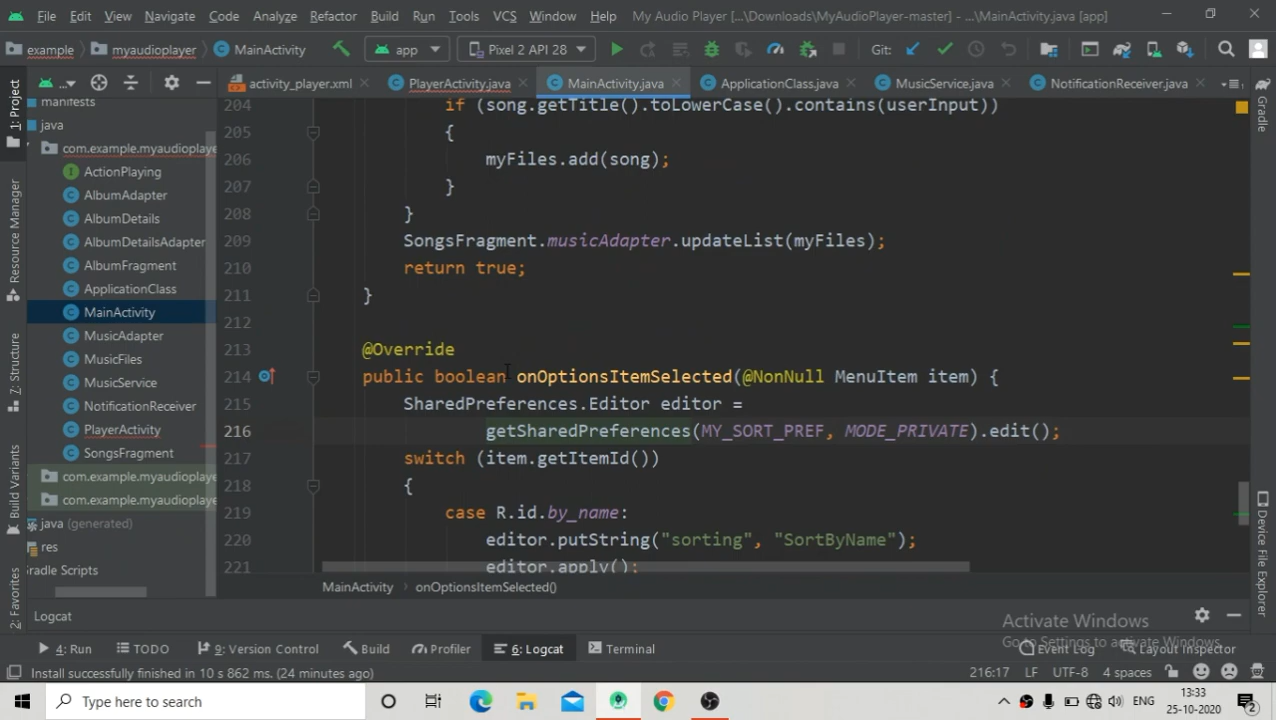 File Edit View Navigate Code Analyze Refactor Build Run Tools VCS Window Help My Audio Player [...\Downloads\MyAudioPlayer-master] - ...\MainActivity.java [app]
example myaudioplayer MainActivity app Pixel 2 API 28 Git:
... activity_player.xml PlayerActivity.java MainActivity.java ApplicationClass.java MusicService.java NotificationReceiver.java
manifests
java
com.example.myaudioplaye
ActionPlaying
AlbumAdapter
AlbumDetails
AlbumDetailsAdapter
AlbumFragment
ApplicationClass
MainActivity
MusicAdapter
MusicFiles
MusicService
NotificationReceiver
PlayerActivity
SongsFragment
com.example.myaudioplaye
com.example.myaudioplaye
java (generated)
res
radle Scripts
1: Project
Resource Manager
7: Structure
Build Variants
2: Favorites
204 if (song.getTitle().toLowerCase().contains(userInput))
205 {
206 myFiles.add(song);
207 }
208 }
209 SongsFragment.musicAdapter.updateList(myFiles);
210 return true;
211 }
212
213 @Override
214 public boolean onOptionsItemSelected(@NonNull MenuItem item) {
215 SharedPreferences.Editor editor =
216 getSharedPreferences(MY_SORT_PREF, MODE_PRIVATE).edit();
217 switch (item.getItemId())
218 {
219 case R.id.by_name:
220 editor.putString("sorting", "SortByName");
221 editor.apply();
MainActivity onOptionsItemSelected()
Gradle
Device File Explorer
Logcat
Activate Windows
Go to Settings to activate Windows.
4: Run TODO 9: Version Control Build Profiler 6: Logcat Terminal Event Log Layout Inspector
Install successfully finished in 10 s 862 ms. (24 minutes ago) 216:17 LF UTF-8 4 spaces
Type here to search ENG 13:33
25-10-2020 2